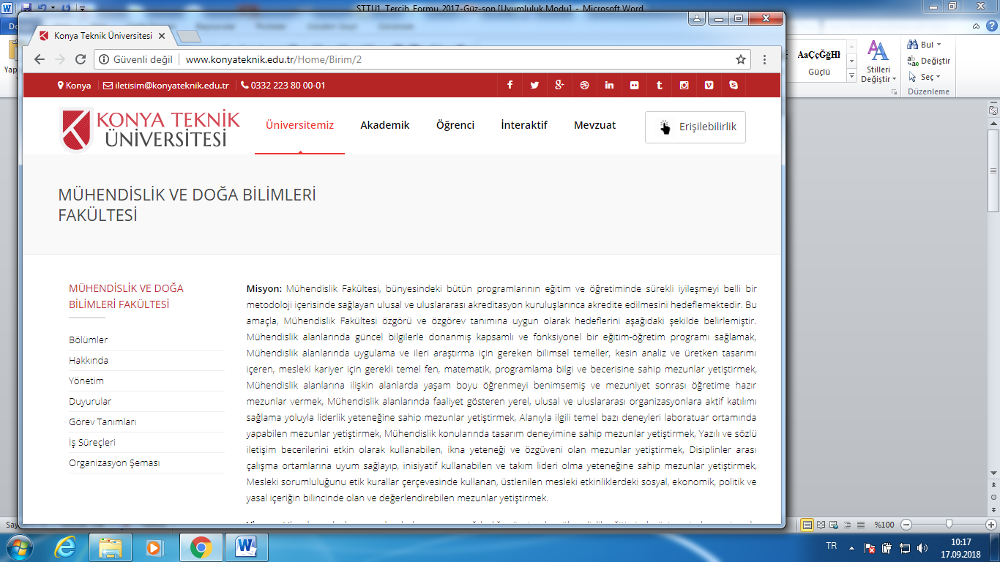 STTU1_Tercih_Formu_2017-Güz-son [Uyumluluk Modu] - Microsoft Word
Konya Teknik Üniversitesi
Güvenli değil www.konyateknik.edu.tr/Home/Birim/2
Konya iletisim@konyateknik.edu.tr 0332 223 80 00-01
KONYA TEKNİK
ÜNİVERSİTESİ
Üniversitemiz Akademik Öğrenci İnteraktif Mevzuat Erişilebilirlik
MÜHENDİSLİK VE DOĞA BİLİMLERİ
FAKÜLTESİ
MÜHENDİSLİK VE DOĞA
BİLİMLERİ FAKÜLTESİ
Bölümler
Hakkında
Yönetim
Duyurular
Görev Tanımları
İş Süreçleri
Organizasyon Şeması
Misyon: Mühendislik Fakültesi, bünyesindeki bütün programlarının eğitim ve öğretiminde sürekli iyileşmeyi belli bir
metodoloji içerisinde sağlayan ulusal ve uluslararası akreditasyon kuruluşlarınca akredite edilmesini hedeflemektedir. Bu
amaçla, Mühendislik Fakültesi özgörü ve özgörev tanımına uygun olarak hedeflerini aşağıdaki şekilde belirlemiştir.
Mühendislik alanlarında güncel bilgilerle donanmış kapsamlı ve fonksiyonel bir eğitim-öğretim programı sağlamak,
Mühendislik alanlarında uygulama ve ileri araştırma için gereken bilimsel temeller, kesin analiz ve üretken tasarımı
içeren, mesleki kariyer için gerekli temel fen, matematik, programlama bilgi ve becerisine sahip mezunlar yetiştirmek,
Mühendislik alanlarına ilişkin alanlarda yaşam boyu öğrenmeyi benimsemiş ve mezuniyet sonrası öğretime hazır
mezunlar vermek, Mühendislik alanlarında faaliyet gösteren yerel, ulusal ve uluslararası organizasyonlara aktif katılımı
sağlama yoluyla liderlik yeteneğine sahip mezunlar yetiştirmek, Alanıyla ilgili temel bazı deneyleri laboratuar ortamında
yapabilen mezunlar yetiştirmek, Mühendislik konularında tasarım deneyimine sahip mezunlar yetiştirmek, Yazılı ve sözlü
iletişim becerilerini etkin olarak kullanabilen, ikna yeteneği ve özgüveni olan mezunlar yetiştirmek, Disiplinler arası
çalışma ortamlarına uyum sağlayıp, inisiyatif kullanabilen ve takım lideri olma yeteneğine sahip mezunlar yetiştirmek,
Mesleki sorumluluğunu etik kurallar çerçevesinde kullanan, üstlenilen mesleki etkinliklerdeki sosyal, ekonomik, politik ve
yasal içeriğin bilincinde olan ve değerlendirebilen mezunlar yetiştirmek.
AaÇçĞğHł
Güçlü
Stilleri
Değiştir
Bul
Değiştir
Seç
Düzenleme
%100
TR
10:17
17.09.2018